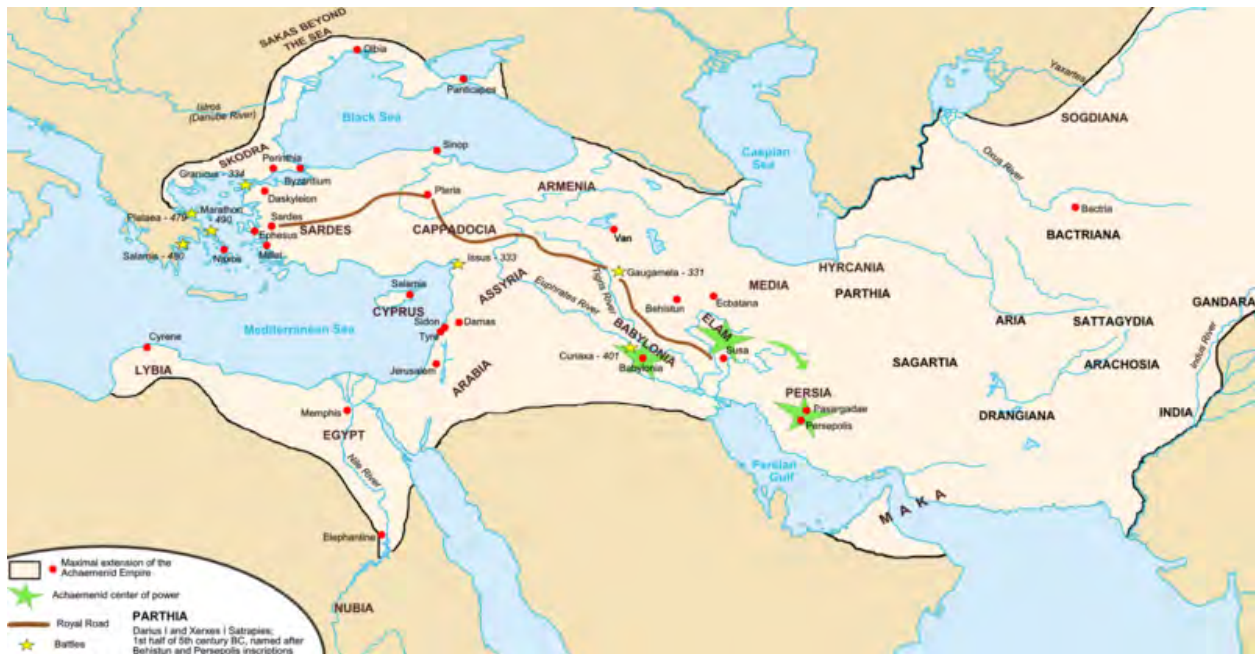 SAKAS BEYOND
THE SEA
Olbia
Yaxartes
Panticapes
Istros
(Danube River)
SOGDIANA
Black Sea
Caspian
Sea
Oxus River
Sinop
SKODRA
Perinthia
Granicus - 334
Byzantium
ARMENIA
Daskyleion
Pteria
Bactria
Marathon
490
Plataea - 479
Sardes
SARDES
CAPPADOCIA
Van
BACTRIANA
Ephesus
Salamis - 480
Naxos
Millet
Issus - 333
Gaugamela - 331
HYRCANIA
ASSYRIA
Tigris River
MEDIA
PARTHIA
Euphrates River
Behistun
Ecbatana
GANDARA
Salamis
CYPRUS
ELAM
ARIA
SATTAGYDIA
Mediterranean Sea
Sidon
Damas
Tyre
BABYLONIA
Indus River
Cyrene
Cunaxa - 401
Susa
LYBIA
Jerusalem
Babylonia
SAGARTIA
ARACHOSIA
ARABIA
PERSIA
Memphis
Pasargadae
DRANGIANA
INDIA
EGYPT
Persepolis
Nile River
Persian
Gulf
MAKA
Elephantine
Maximal extension of the
Achaemenid Empire
Achaemenid center of power
NUBIA
Royal Road
PARTHIA
Darius I and Xerxes I Satrapies;
1st half of 5th century BC, named after
Behistun and Persepolis inscriptions
Battles